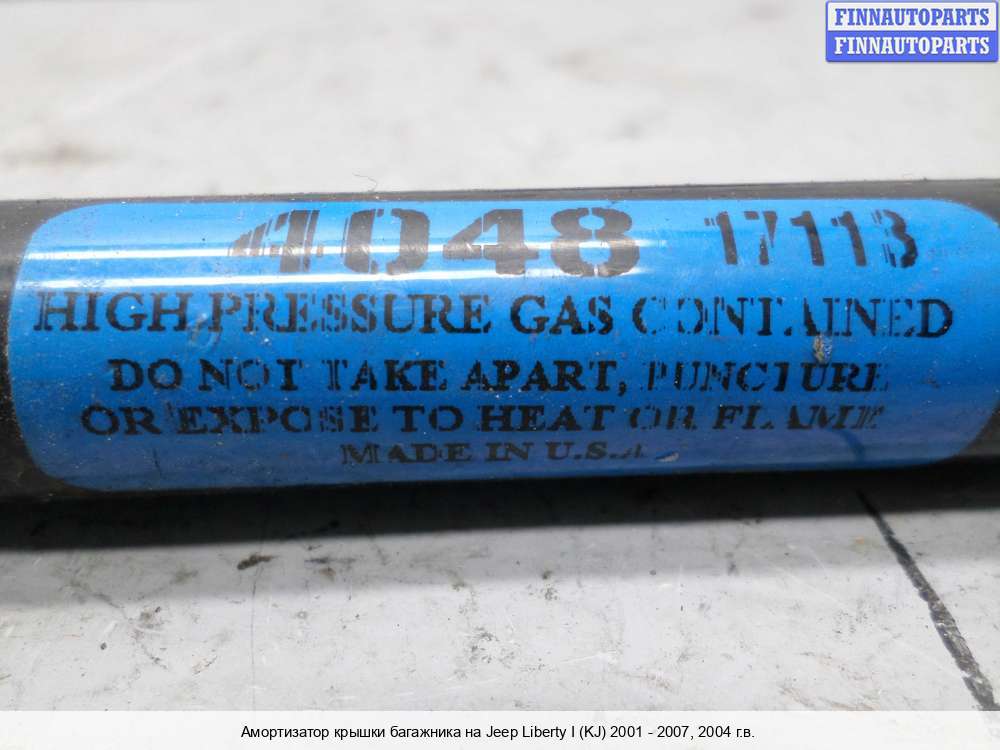 FINNAUTOPARTS
FINNAUTOPARTS
4048 17113
HIGH PRESSURE GAS CONTAINED
DO NOT TAKE APART, PUNCTURE
OR EXPOSE TO HEAT OR FLAME
MADE IN U.S.A.
Амортизатор крышки багажника на Jeep Liberty I (KJ) 2001 - 2007, 2004 г.в.